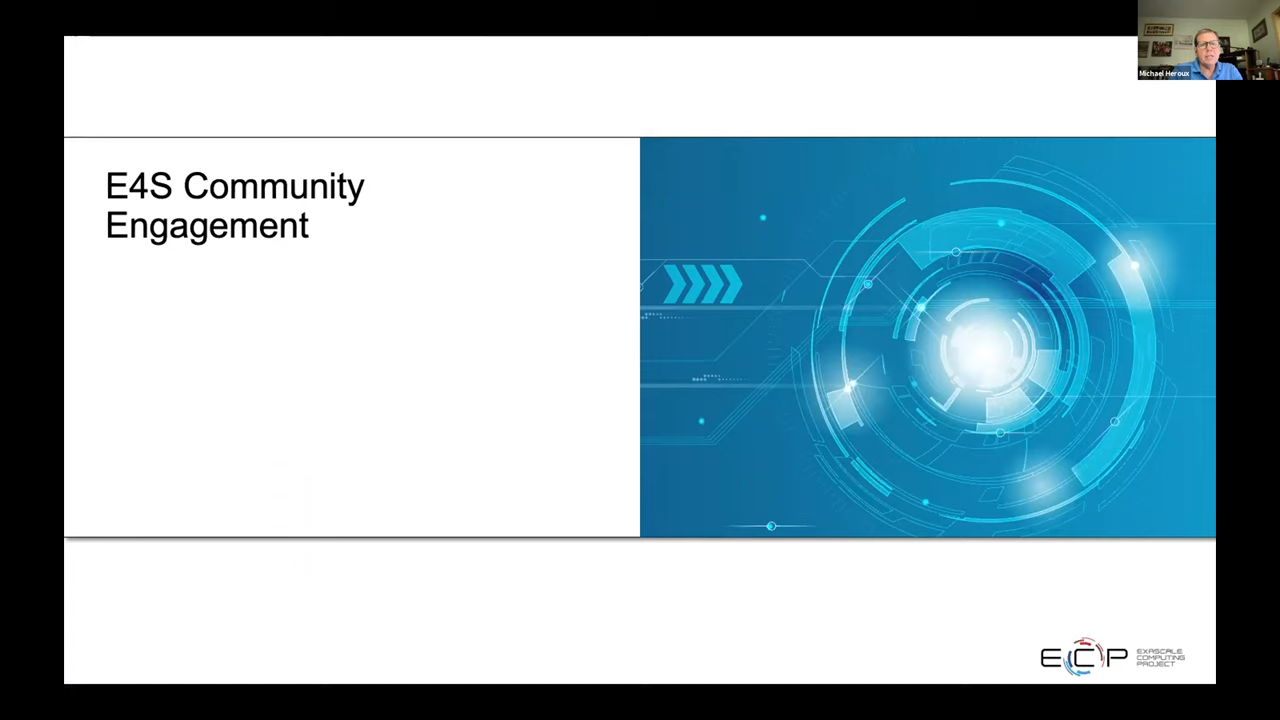 Michael Heroux
E4S Community
Engagement
ECP
EXASCALE
COMPUTING
PROJECT